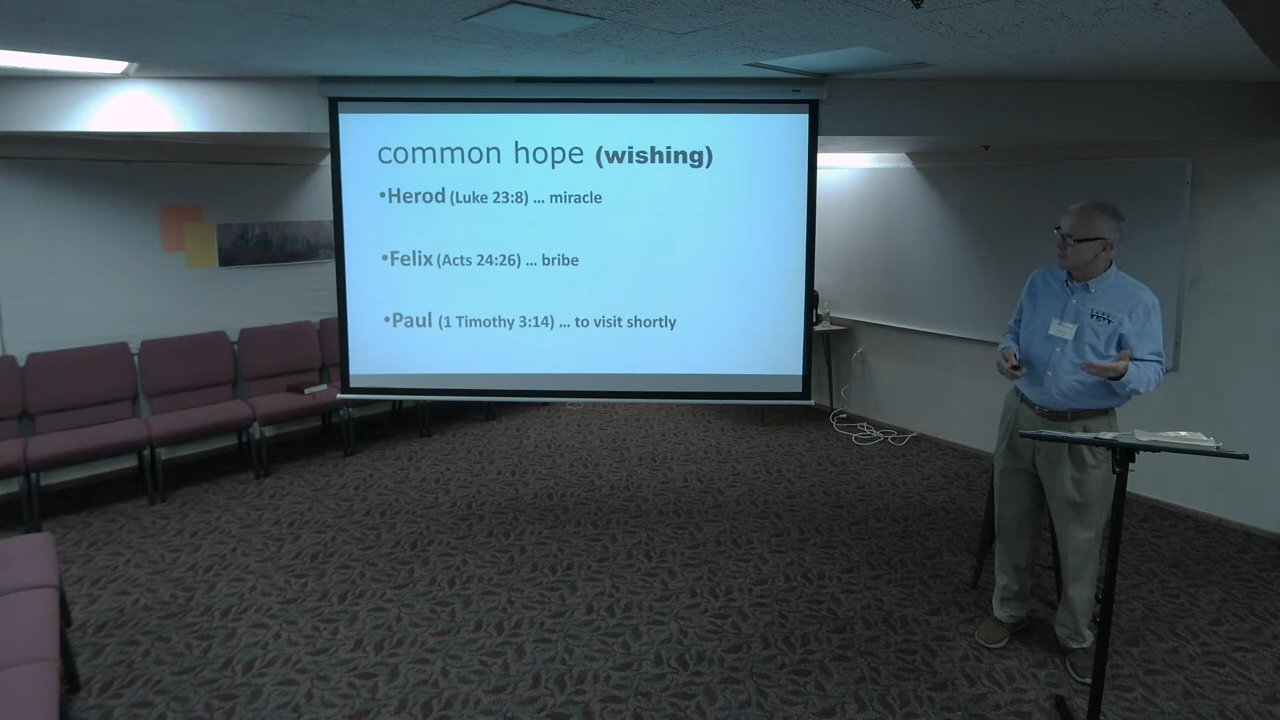 common hope (wishing)
•Herod (Luke 23:8) ... miracle
•Felix (Acts 24:26) ... bribe
•Paul (1 Timothy 3:14) ... to visit shortly